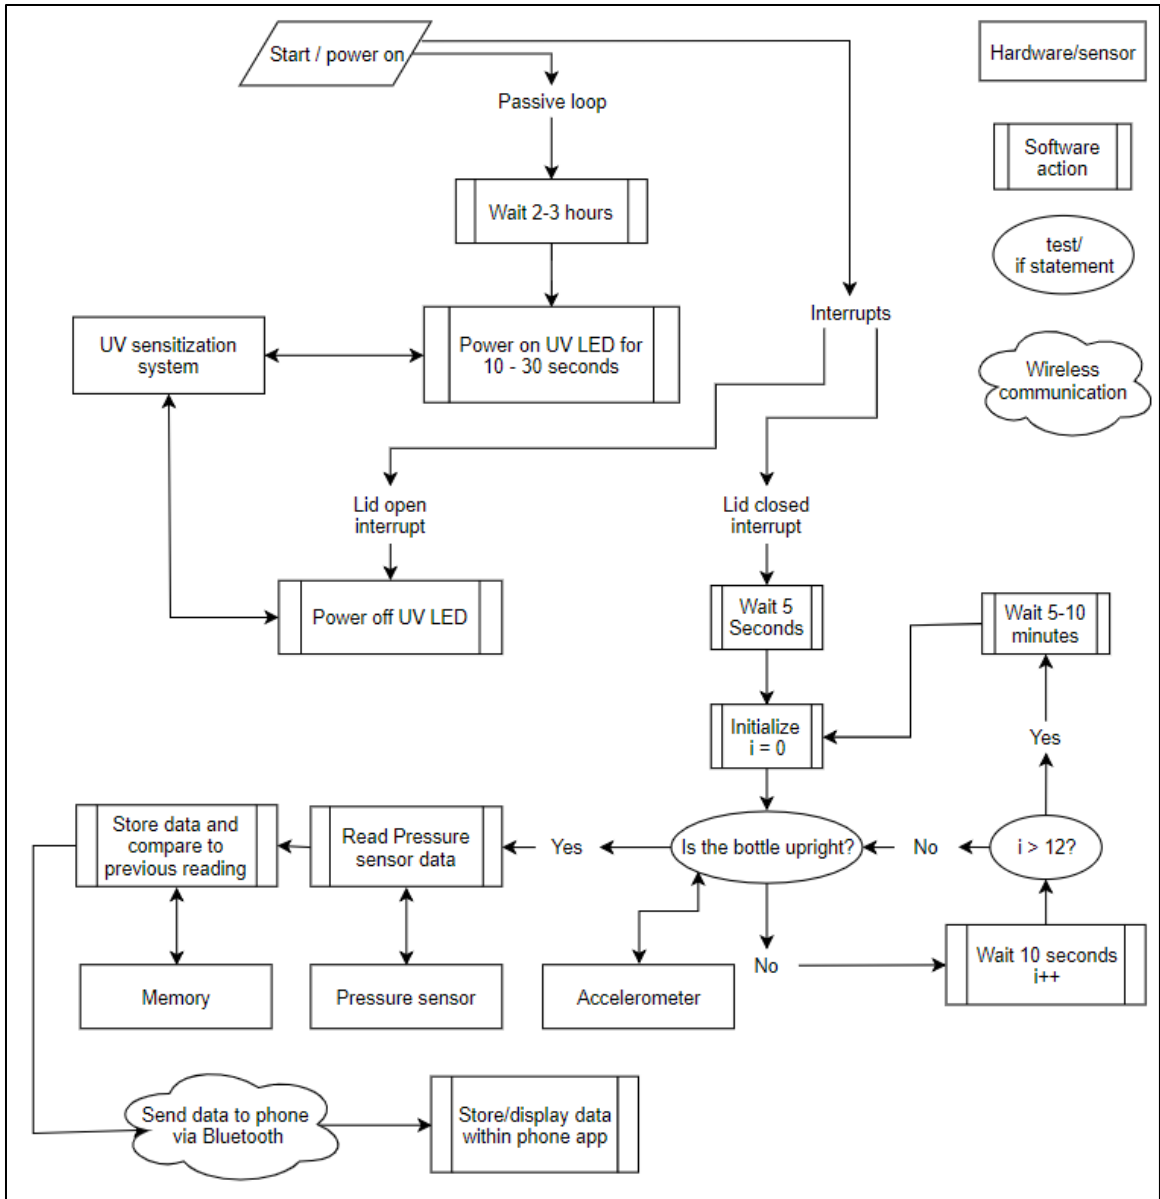 Start / power on
Hardware/sensor
Passive loop
Software
action
Wait 2-3 hours
test/
if statement
Interrupts
UV sensitization
system
Power on UV LED for
10 - 30 seconds
Wireless
communication
Lid open
interrupt
Lid closed
interrupt
Power off UV LED
Wait 5
Seconds
Wait 5-10
minutes
Initialize
i = 0
Yes
Store data and
compare to
previous reading
Read Pressure
sensor data
Yes
Is the bottle upright?
No
i > 12?
Memory
Pressure sensor
Accelerometer
No
Wait 10 seconds
i++
Send data to phone
via Bluetooth
Store/display data
within phone app